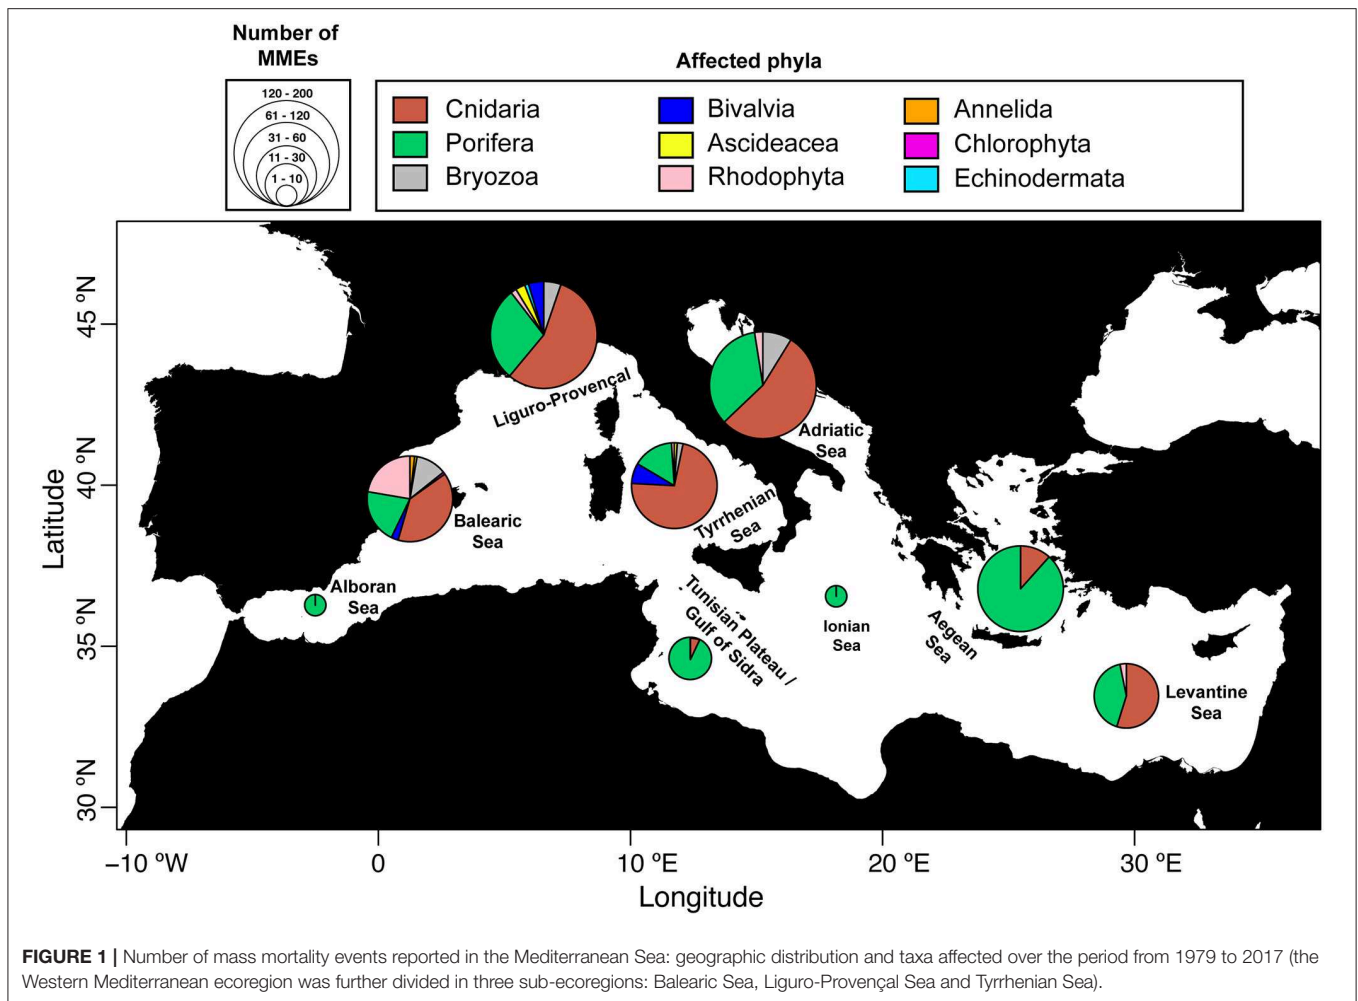 Number of
MMEs
120 - 200
61 - 120
31 - 60
11 - 30
1 - 10
Affected phyla
Cnidaria
Porifera
Bryozoa
Bivalvia
Ascideacea
Rhodophyta
Annelida
Chlorophyta
Echinodermata
45 ºN
40 ºN
35 ºN
30 ºN
Latitude
Liguro-Provençal
Adriatic
Sea
Balearic
Sea
Tyrrhenian
Sea
Alboran
Sea
Tunisian Plateau /
Gulf of Sidra
Ionian
Sea
Aegean
Sea
Levantine
Sea
−10 ºW
0
10 ºE
20 ºE
30 ºE
Longitude
FIGURE 1 | Number of mass mortality events reported in the Mediterranean Sea: geographic distribution and taxa affected over the period from 1979 to 2017 (the
Western Mediterranean ecoregion was further divided in three sub-ecoregions: Balearic Sea, Liguro-Provençal Sea and Tyrrhenian Sea).